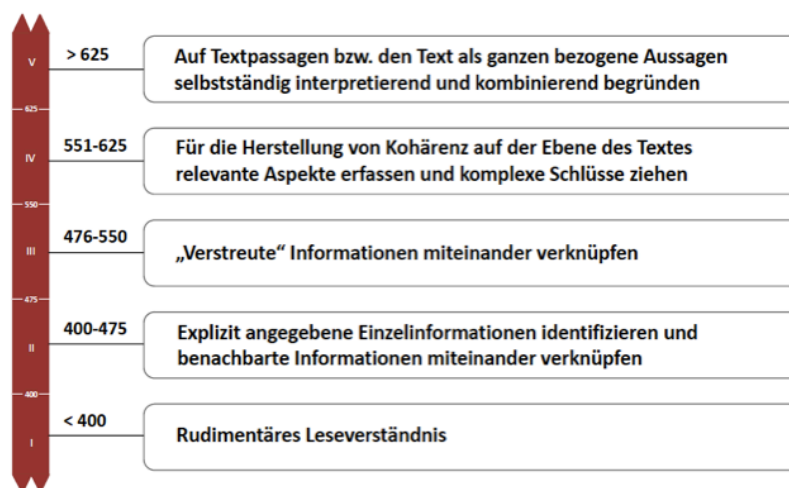 V
> 625
Auf Textpassagen bzw. den Text als ganzen bezogene Aussagen
selbstständig interpretierend und kombinierend begründen
625
IV
551-625
Für die Herstellung von Kohärenz auf der Ebene des Textes
relevante Aspekte erfassen und komplexe Schlüsse ziehen
550
III
476-550
„Verstreute“ Informationen miteinander verknüpfen
475
II
400-475
Explizit angegebene Einzelinformationen identifizieren und
benachbarte Informationen miteinander verknüpfen
400
I
< 400
Rudimentäres Leseverständnis